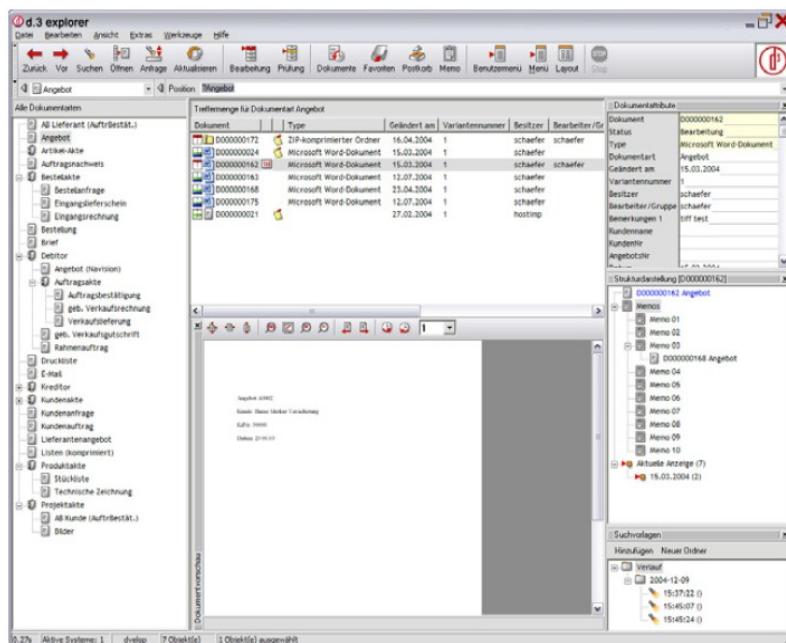 d.3 explorer
Datei Bearbeiten Ansicht Extras Werkzeuge Hilfe
Zurück Vor Suchen Öffnen Anfrage Aktualisieren Bearbeitung Prüfung Dokumente Favoriten Postkorb Memo Benutzermenü Menü Layout Stop
Angebot Position \Angebot
Alle Dokumentarten
AB Lieferant (AuftrBestät.)
Angebot
Artikel-Akte
Auftragsnachweis
Bestellakte
Bestellanfrage
Eingangslieferschein
Eingangsrechnung
Bestellung
Brief
Debitor
Angebot (Navision)
Auftragsakte
Auftragsbestätigung
geb. Verkaufsrechnung
Verkaufslieferung
geb. Verkaufsgutschrift
Rahmenauftrag
Druckliste
E-Mail
Kreditor
Kundenakte
Kundenanfrage
Kundenauftrag
Lieferantenangebot
Listen (komprimiert)
Produktakte
Stückliste
Technische Zeichnung
Projektakte
AB Kunde (AuftrBestät.)
Bilder
Treffermenge für Dokumentart Angebot
Dokument Type Geändert am Variantennummer Besitzer Bearbeiter/Gr
D000000172 ZIP-komprimierter Ordner 16.04.2004 1 schaefer schaefer
D000000024 Microsoft Word-Dokument 15.03.2004 1 schaefer
D000000162 Microsoft Word-Dokument 15.03.2004 1 schaefer schaefer
D000000163 Microsoft Word-Dokument 12.07.2004 1 schaefer
D000000168 Microsoft Word-Dokument 23.04.2004 1 schaefer
D000000175 Microsoft Word-Dokument 12.07.2004 1 schaefer
D000000021 27.02.2004 1 hostimp
1
Dokumentvorschau
Dokumentattribute
Dokument D000000162
Status Bearbeitung
Type Microsoft Word-Dokument
Dokumentart Angebot
Geändert am 15.03.2004
Variantennummer 1
Besitzer schaefer
Bearbeiter/Gruppe schaefer
Bemerkungen 1 tiff test
Kundenname
KundenNr
AngebotsNr
Datum 15.03.2004
Strukturdarstellung [D000000162]
D000000162 Angebot
Memos
Memo 01
Memo 02
Memo 03
D000000168 Angebot
Memo 04
Memo 05
Memo 06
Memo 07
Memo 08
Memo 09
Memo 10
Aktuelle Anzeige (7)
15.03.2004 (2)
Suchvorlagen
Hinzufügen Neuer Ordner
Verlauf
2004-12-09
15:37:22 ()
15:45:07 ()
15:45:24 ()
0.27s Aktive Systeme: 1 dvelop 7 Objekt(e) 1 Objekt(e) ausgewählt